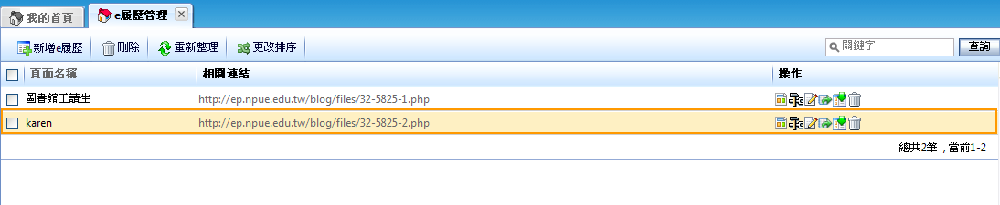 我的首頁 e履歷管理
新增e履歷 刪除 重新整理 更改排序 關鍵字 查詢
頁面名稱 相關連結 操作
圖書館工讀生 http://ep.npue.edu.tw/blog/files/32-5825-1.php
karen http://ep.npue.edu.tw/blog/files/32-5825-2.php
總共2筆 , 當前1-2